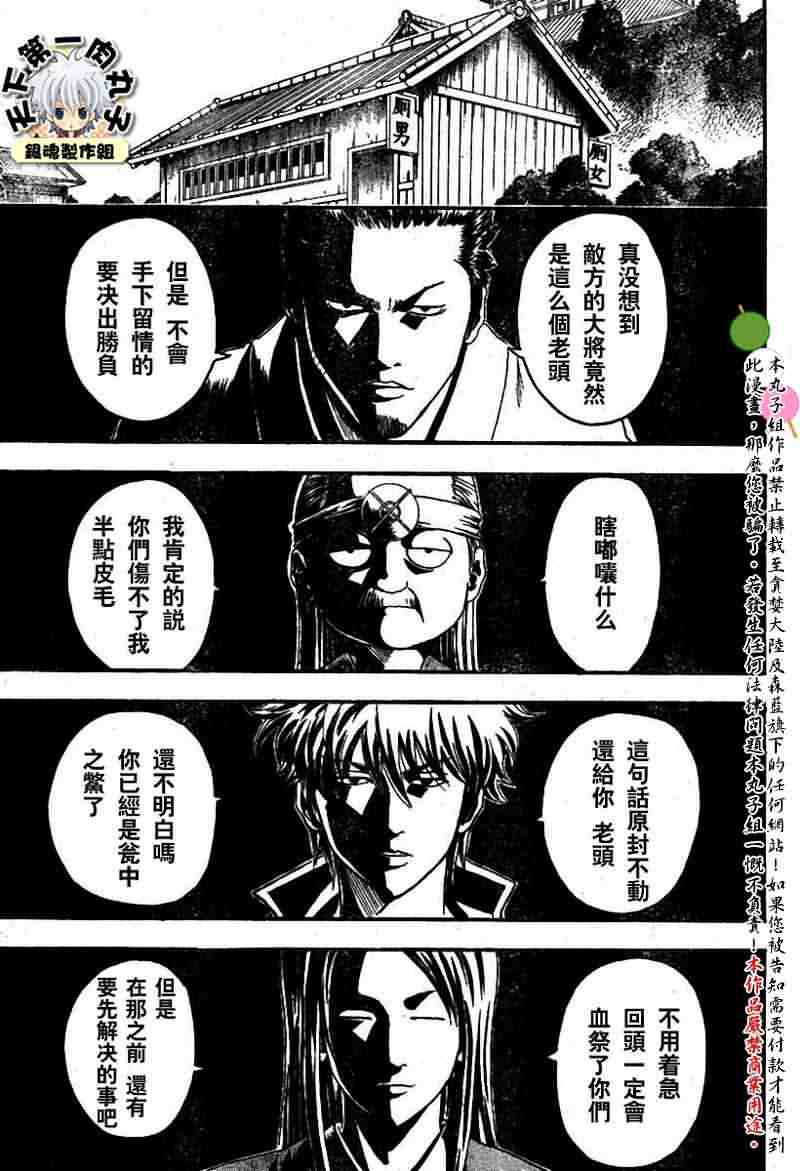 天下第一肉丸子
銀魂製作組
廁男
廁女
真没想到
敵方的大將竟然
是這么個老頭
但是 不會
手下留情的
要决出勝負
瞎嘟囔什么
我肯定的説
你們傷不了我
半點皮毛
這句話原封不動
還給你 老頭
還不明白嗎
你已經是瓮中
之鱉了
不用着急
回頭一定會
血祭了你們
但是
在那之前 還有
要先解决的事吧
本丸子組作品禁止轉載至貪婪大陸及森藍旗下的任何網站！如果您被告知需要付款才能看到
此漫畫，那麼您被騙了。若發生任何法律問題本丸子組一概不負責！本作品嚴禁商業用途。